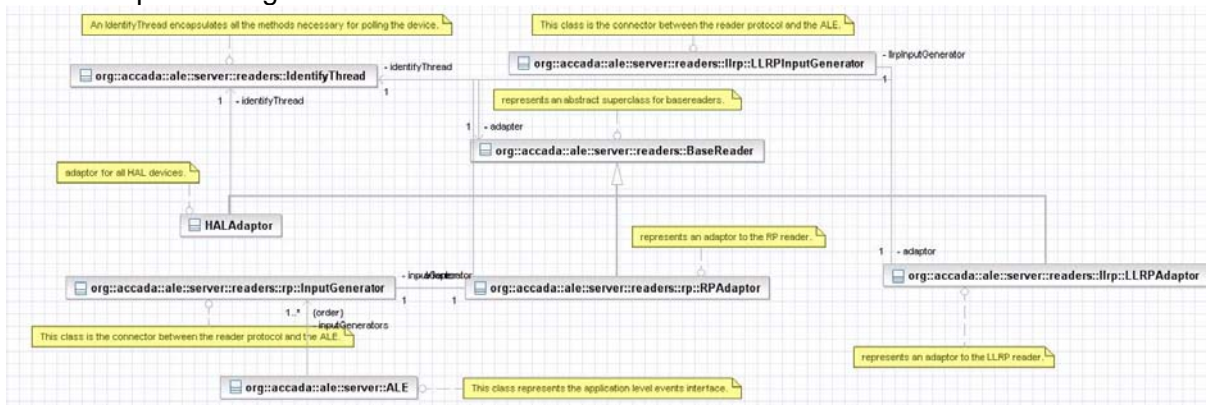 An IdentityThread encapsulates all the methods necessary for polling the device.
This class is the connector between the reader protocol and the ALE.
org::accada::ale::server::readers::IdentifyThread
- identifyThread
1
org::accada::ale::server::readers::llrp::LLRPInputGenerator
- llrpInputGenerator
1
1 - identifyThread
represents an abstract superclass for basereaders.
1 - adapter
org::accada::ale::server::readers::BaseReader
adaptor for all HAL devices.
HALAdaptor
represents an adaptor to the RP reader.
1 - adaptor
org::accada::ale::server::readers::rp::InputGenerator
1
1
org::accada::ale::server::readers::rp::RPAdaptor
org::accada::ale::server::readers::llrp::LLRPAdaptor
1..* (order)
- inputGenerators
This class is the connector between the reader protocol and the ALE.
represents an adaptor to the LLRP reader.
org::accada::ale::server::ALE
This class represents the application level events interface.